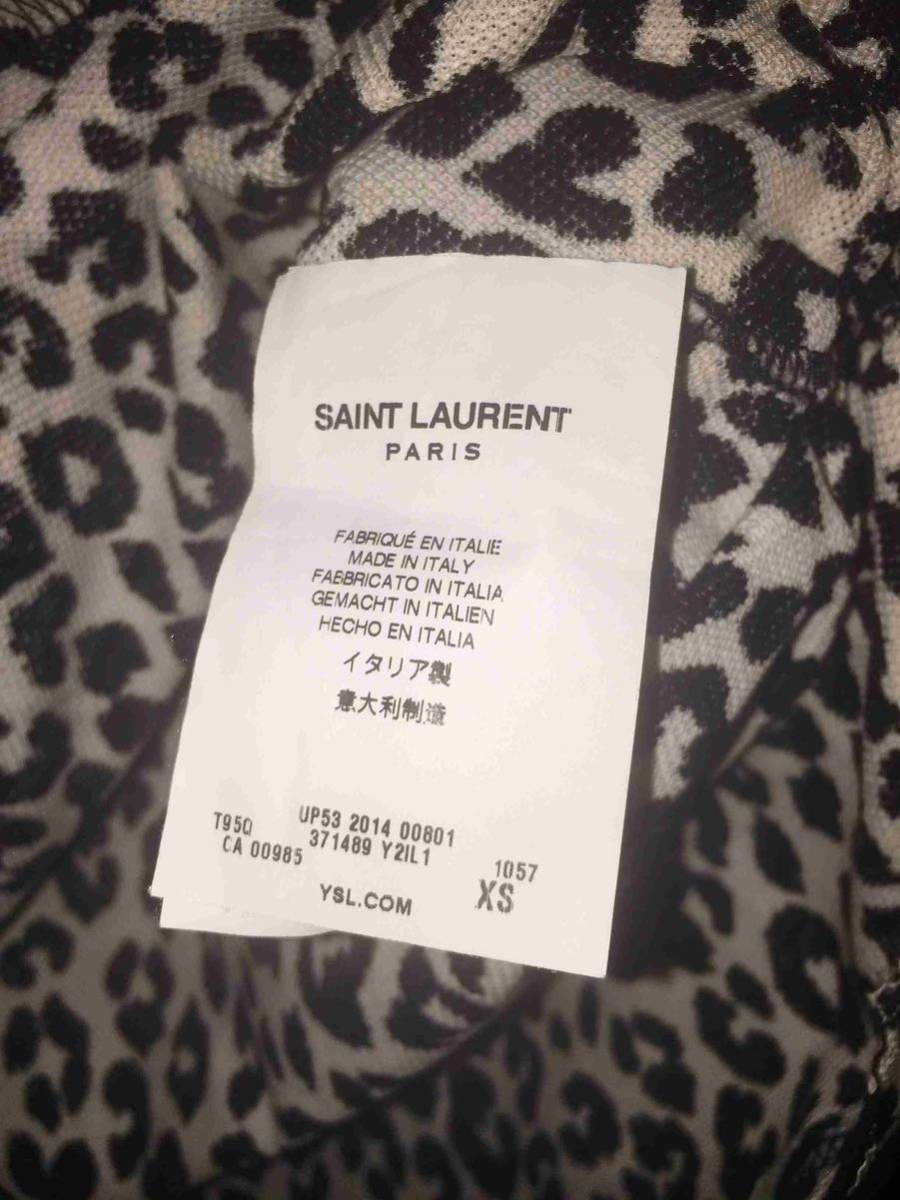 SAINT LAURENT
PARIS
FABRIQUÉ EN ITALIE
MADE IN ITALY
FABBRICATO IN ITALIA
GEMACHT IN ITALIEN
HECHO EN ITALIA
イタリア製
意大利制造
T95Q UP53 2014 00801
CA 00985 371489 Y2IL1 1057
YSL.COM XS